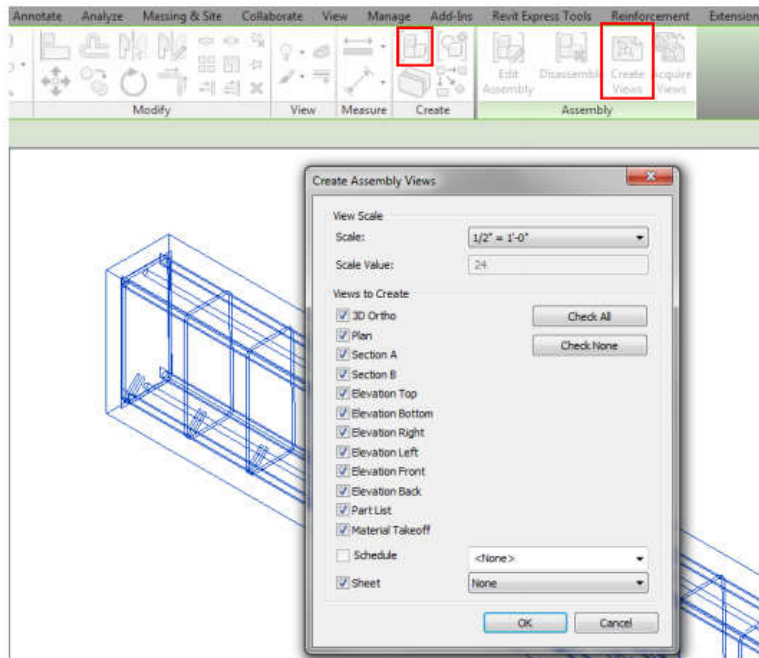 Annotate Analyze Massing & Site Collaborate View Manage Add-Ins Revit Express Tools Reinforcement Extension
Edit Assembly
Disassembl
Create Views
Acquire Views
Modify View Measure Create Assembly
Create Assembly Views
View Scale
Scale: 1/2" = 1'-0"
Scale Value: 24
Views to Create
3D Ortho
Check All
Plan
Check None
Section A
Section B
Elevation Top
Elevation Bottom
Elevation Right
Elevation Left
Elevation Front
Elevation Back
Part List
Material Takeoff
Schedule <None>
Sheet None
OK Cancel